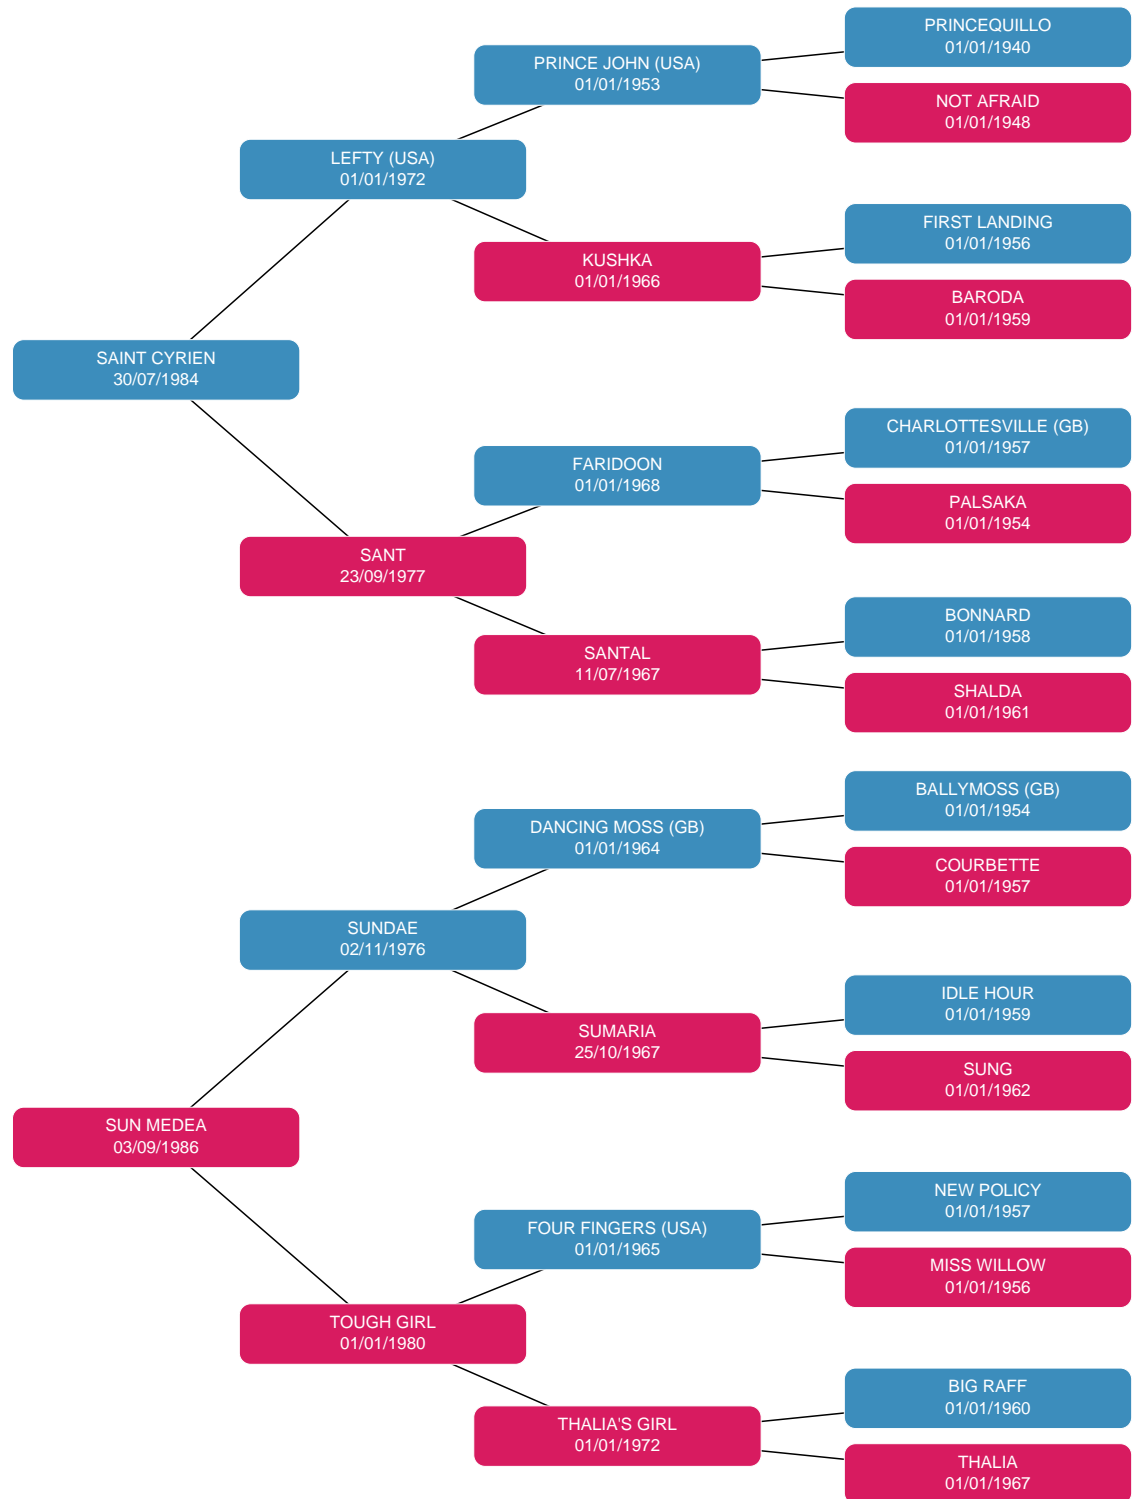 PRINCEQUILLO
01/01/1940
PRINCE JOHN (USA)
01/01/1953
NOT AFRAID
01/01/1948
LEFTY (USA)
01/01/1972
FIRST LANDING
01/01/1956
KUSHKA
01/01/1966
BARODA
01/01/1959
SAINT CYRIEN
30/07/1984
CHARLOTTESVILLE (GB)
01/01/1957
FARIDOON
01/01/1968
PALSAKA
01/01/1954
SANT
23/09/1977
BONNARD
01/01/1958
SANTAL
11/07/1967
SHALDA
01/01/1961
BALLYMOSS (GB)
01/01/1954
DANCING MOSS (GB)
01/01/1964
COURBETTE
01/01/1957
SUNDAE
02/11/1976
IDLE HOUR
01/01/1959
SUMARIA
25/10/1967
SUNG
01/01/1962
SUN MEDEA
03/09/1986
NEW POLICY
01/01/1957
FOUR FINGERS (USA)
01/01/1965
MISS WILLOW
01/01/1956
TOUGH GIRL
01/01/1980
BIG RAFF
01/01/1960
THALIA'S GIRL
01/01/1972
THALIA
01/01/1967